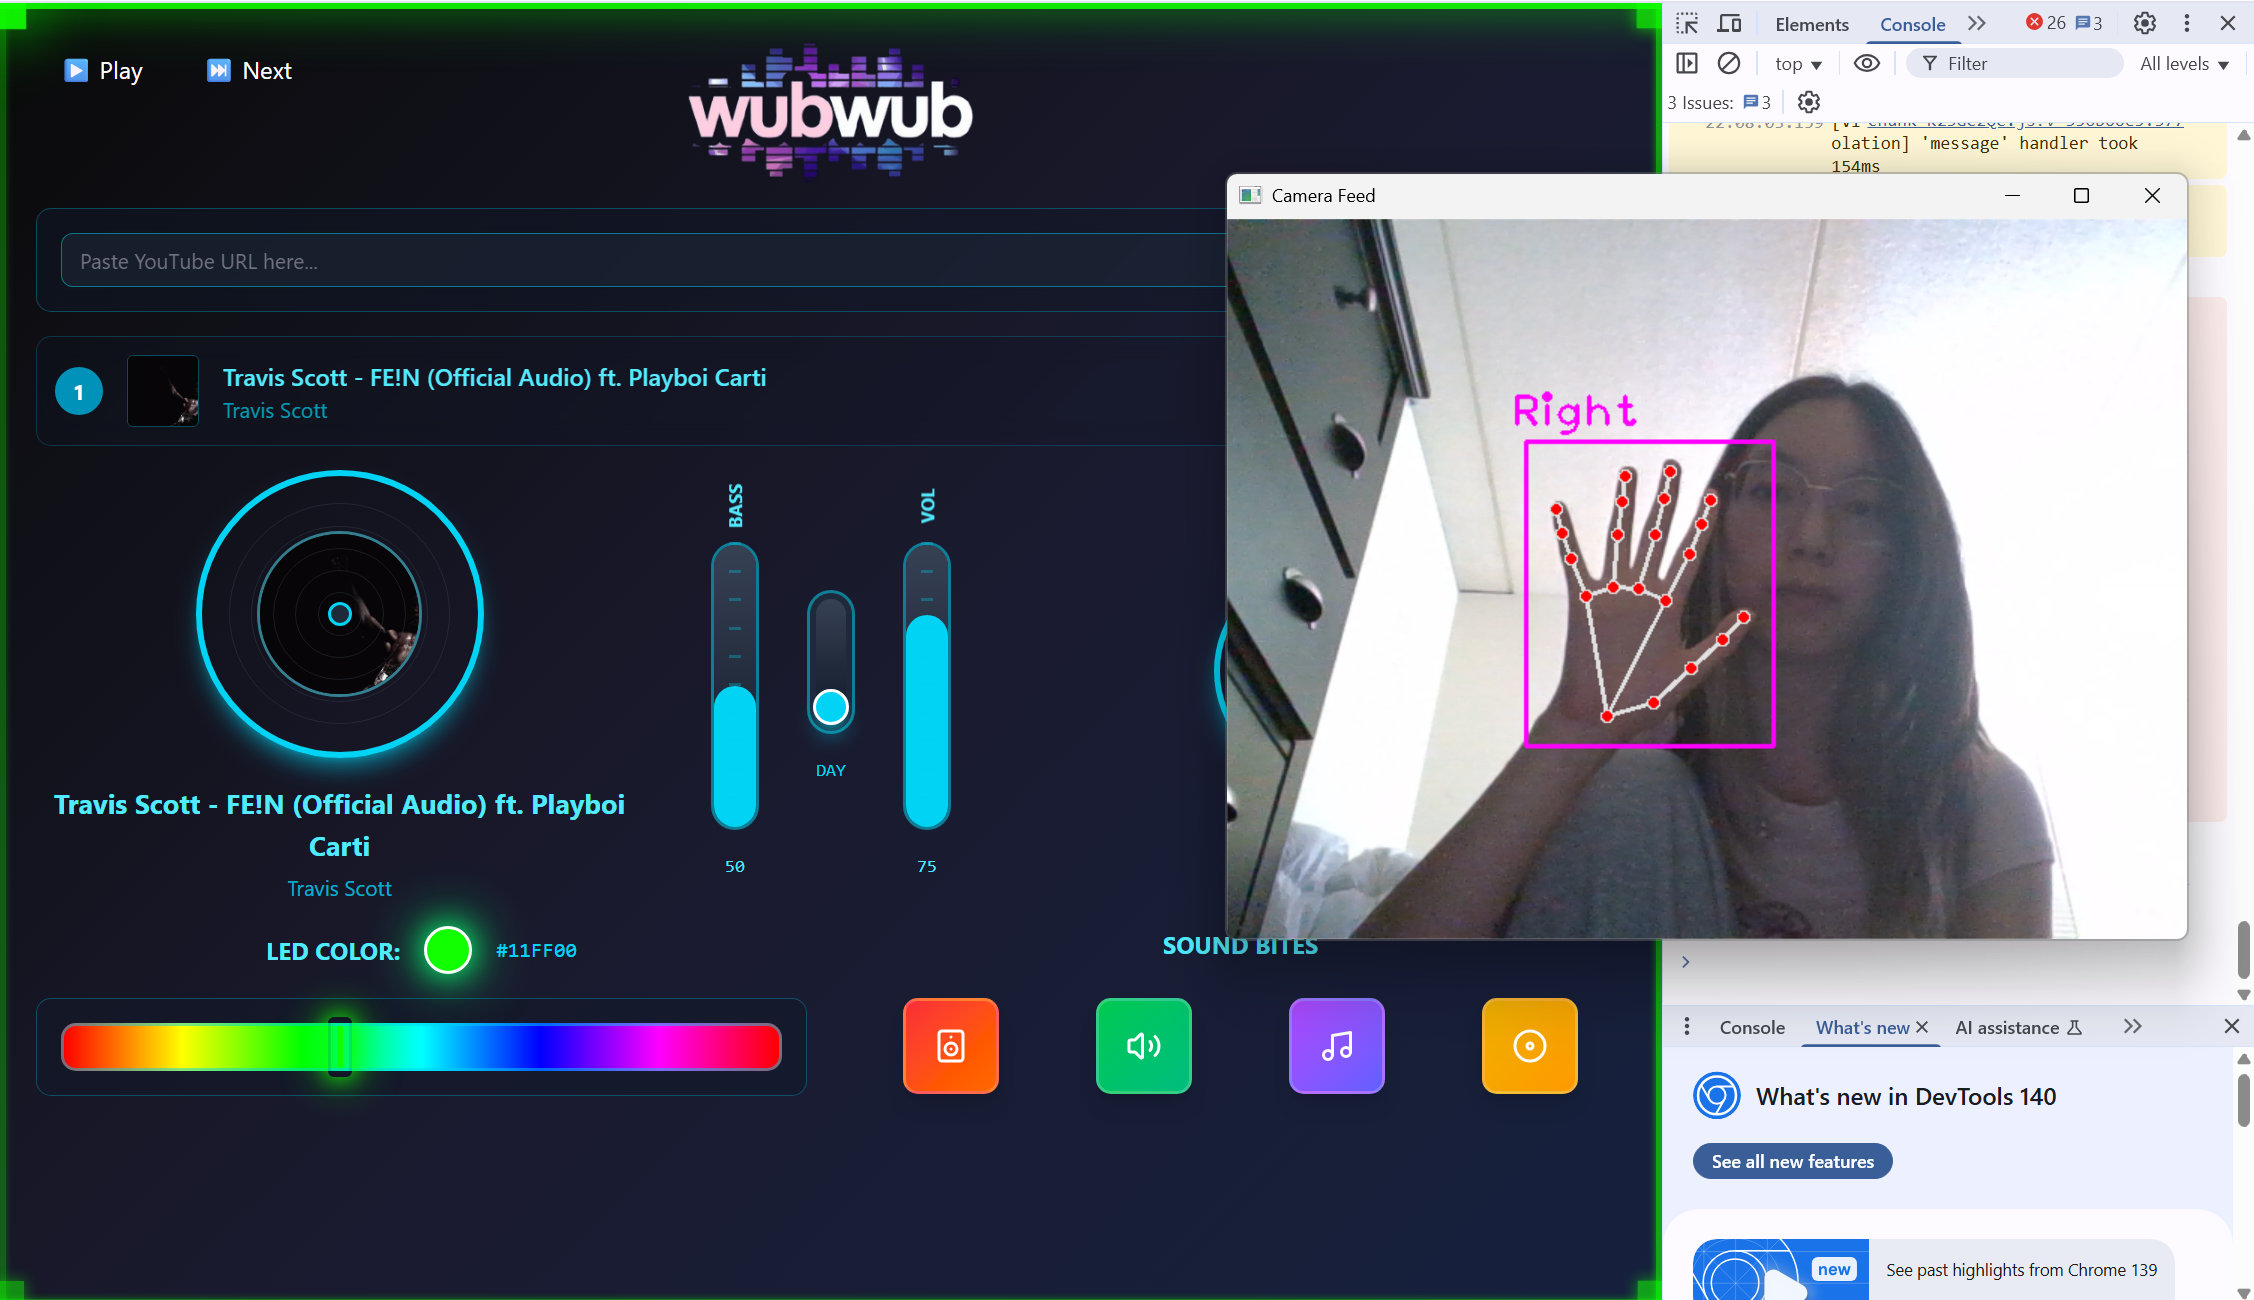 Play
Next
wubwub
Paste YouTube URL here...
1
Travis Scott - FE!N (Official Audio) ft. Playboi Carti
Travis Scott
BASS
VOL
DAY
50
75
Travis Scott - FE!N (Official Audio) ft. Playboi
Carti
Travis Scott
LED COLOR:
#11FF00
SOUND BITES
Camera Feed
Right
Elements
Console
26
3
top
Filter
All levels
3 Issues:
3
olation] 'message' handler took
154ms
Console
What's new
AI assistance
What's new in DevTools 140
See all new features
new
See past highlights from Chrome 139